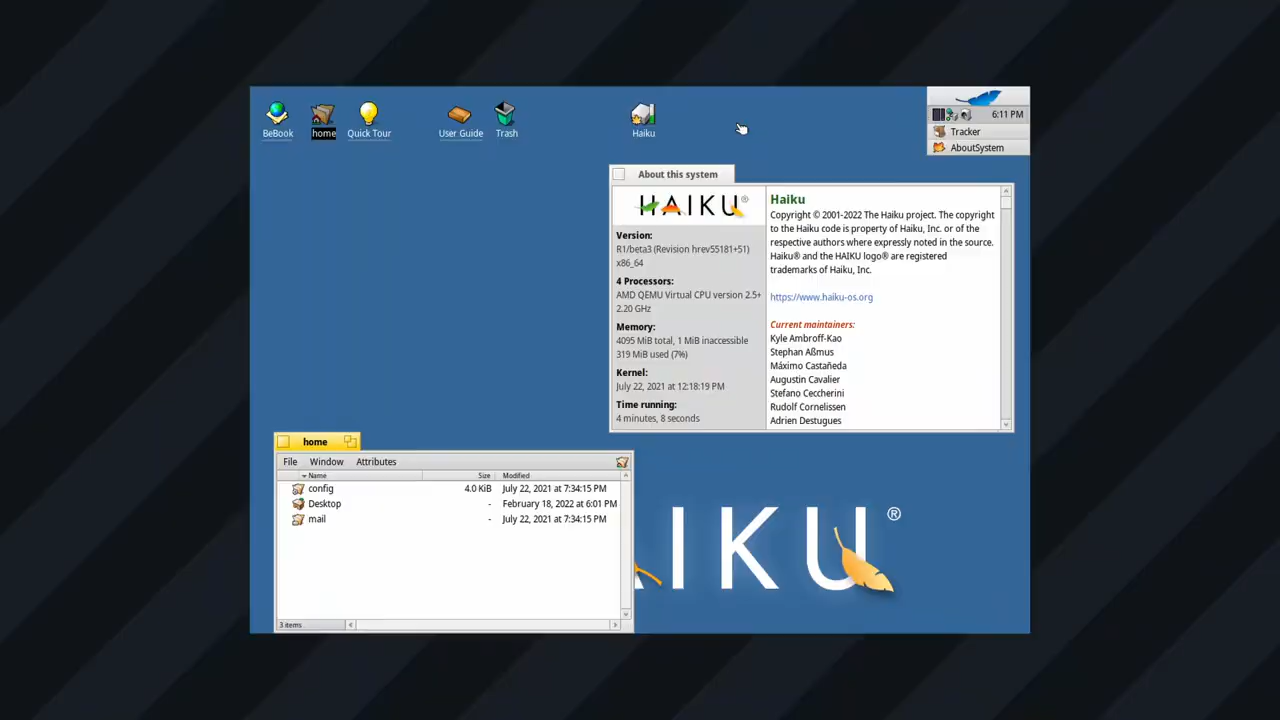 BeBook
home
Quick Tour
User Guide
Trash
Haiku
6:11 PM
Tracker
AboutSystem
About this system
HAIKU®
Version:
R1/beta3 (Revision hrev55181+51)
x86_64
4 Processors:
AMD QEMU Virtual CPU version 2.5+
2.20 GHz
Memory:
4095 MiB total, 1 MiB inaccessible
319 MiB used (7%)
Kernel:
July 22, 2021 at 12:18:19 PM
Time running:
4 minutes, 8 seconds
Haiku
Copyright © 2001-2022 The Haiku project. The copyright
to the Haiku code is property of Haiku, Inc. or of the
respective authors where expressly noted in the source.
Haiku® and the HAIKU logo® are registered
trademarks of Haiku, Inc.
https://www.haiku-os.org
Current maintainers:
Kyle Ambroff-Kao
Stephan Aßmus
Máximo Castañeda
Augustin Cavalier
Stefano Ceccherini
Rudolf Cornelissen
Adrien Destugues
home
File Window Attributes
Name Size Modified
config 4.0 KiB July 22, 2021 at 7:34:15 PM
Desktop - February 18, 2022 at 6:01 PM
mail - July 22, 2021 at 7:34:15 PM
3 items
AIKU®